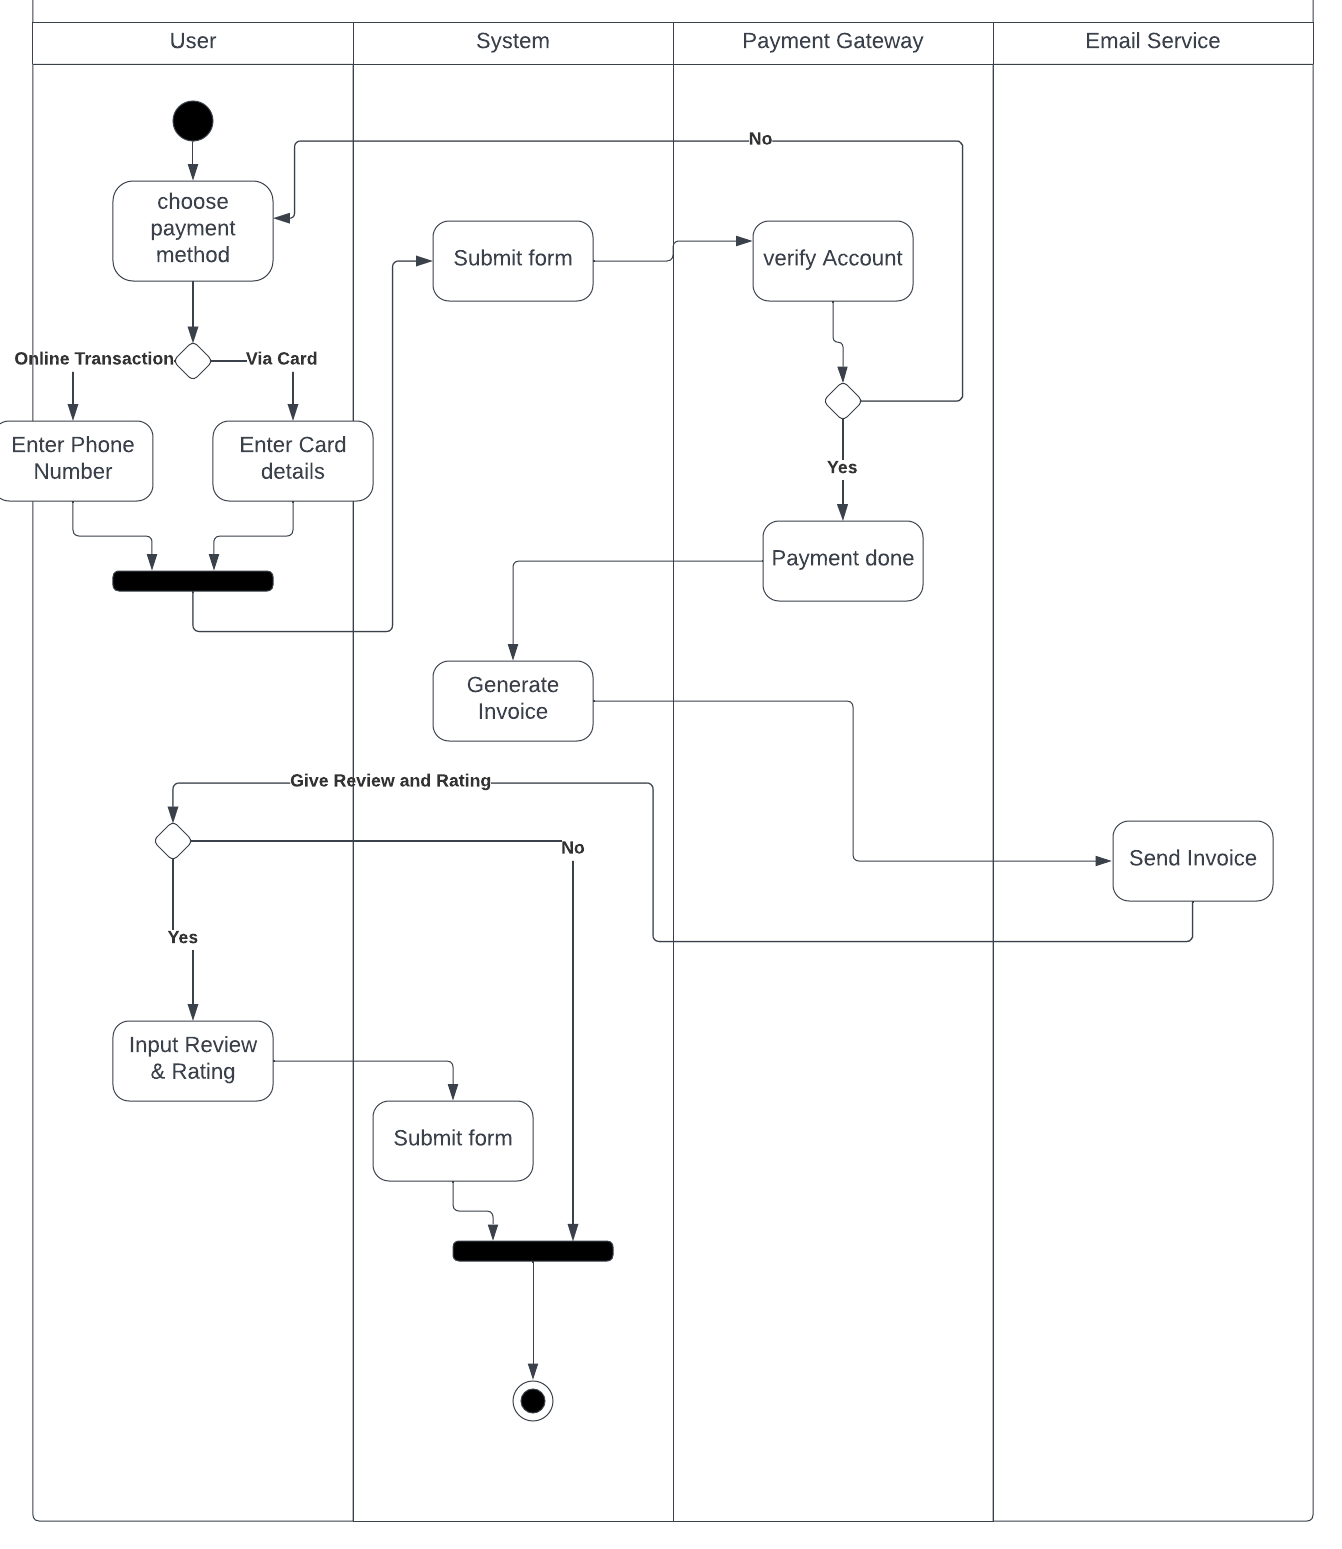 User
System
Payment Gateway
Email Service
No
choose
payment
method
Submit form
verify Account
Online Transaction
Via Card
Enter Phone
Number
Enter Card
details
Yes
Payment done
Generate
Invoice
Give Review and Rating
No
Send Invoice
Yes
Input Review
& Rating
Submit form